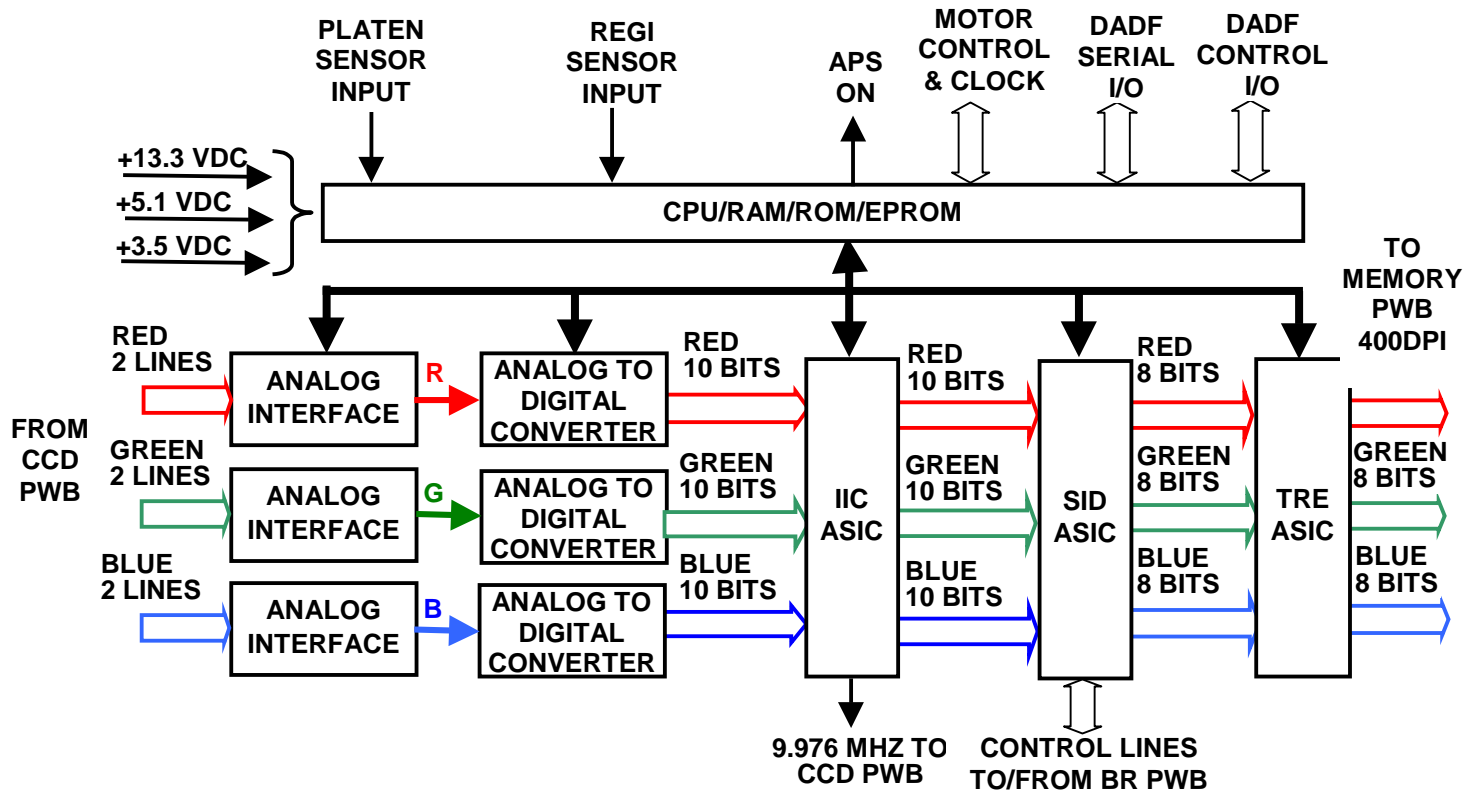 PLATEN
SENSOR
INPUT
REGI
SENSOR
INPUT
APS
ON
MOTOR
CONTROL
& CLOCK
DADF
SERIAL
I/O
DADF
CONTROL
I/O
+13.3 VDC
+5.1 VDC
+3.5 VDC
CPU/RAM/ROM/EPROM
TO
MEMORY
PWB
400DPI
FROM
CCD
PWB
RED
2 LINES
ANALOG
INTERFACE
R
ANALOG TO
DIGITAL
CONVERTER
RED
10 BITS
RED
10 BITS
RED
8 BITS
GREEN
2 LINES
ANALOG
INTERFACE
G
ANALOG TO
DIGITAL
CONVERTER
GREEN
10 BITS
IIC
ASIC
GREEN
10 BITS
SID
ASIC
GREEN
8 BITS
TRE
ASIC
GREEN
8 BITS
BLUE
2 LINES
ANALOG
INTERFACE
B
ANALOG TO
DIGITAL
CONVERTER
BLUE
10 BITS
BLUE
10 BITS
BLUE
8 BITS
BLUE
8 BITS
9.976 MHZ TO
CCD PWB
CONTROL LINES
TO/FROM BR PWB